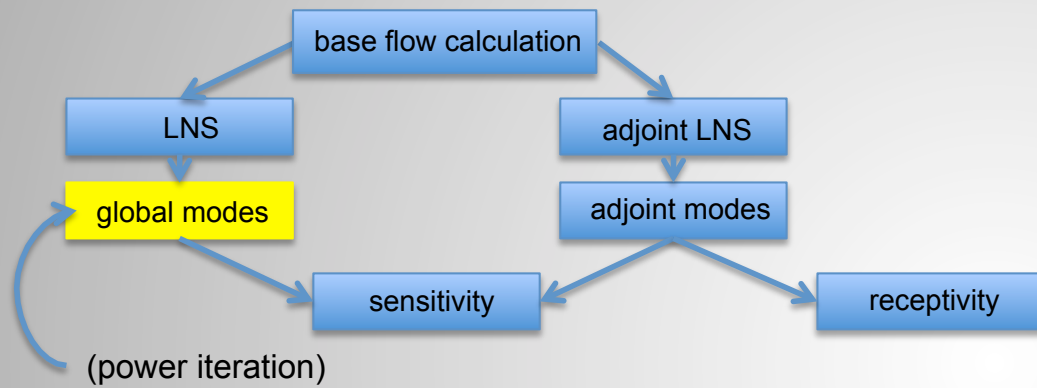 base flow calculation
LNS
adjoint LNS
global modes
adjoint modes
sensitivity
receptivity
(power iteration)